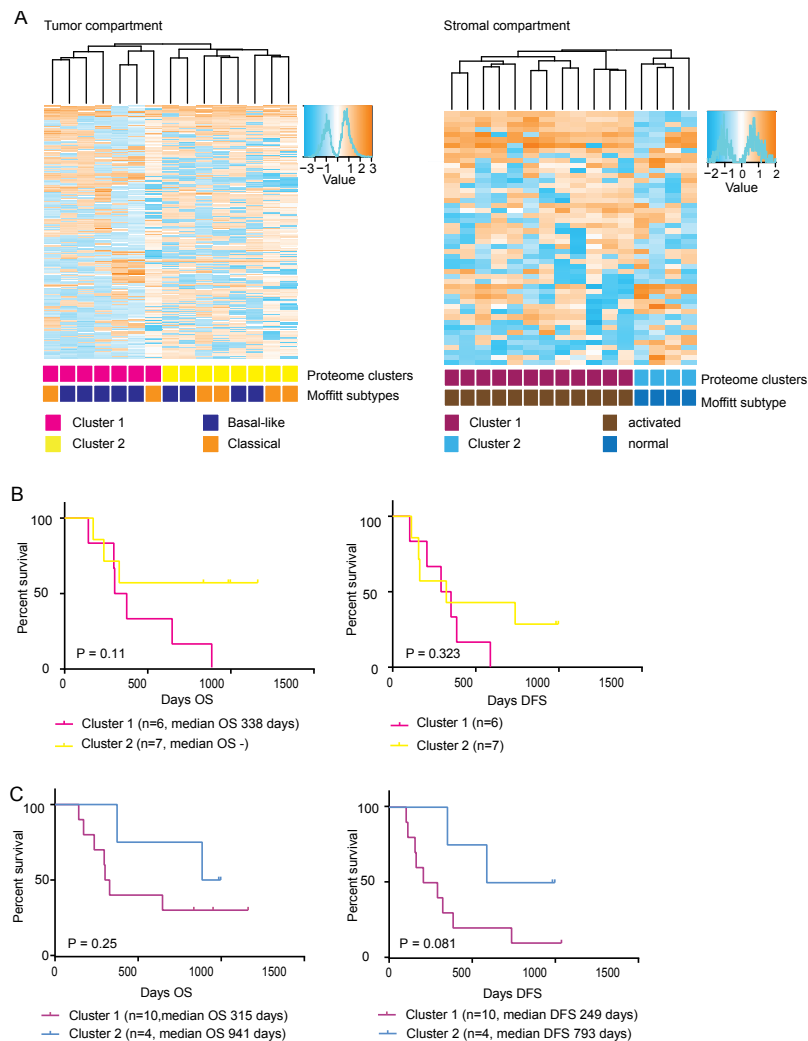 A
Tumor compartment
Stromal compartment
−3 −1 1 2 3
Value
−2 −1 0 1 2
Value
Proteome clusters
Moffitt subtypes
Cluster 1
Basal-like
Cluster 2
Classical
Proteome clusters
Moffitt subtype
Cluster 1
activated
Cluster 2
normal
B
Percent survival
100
50
0
P = 0.11
0 500 1000 1500
Days OS
Cluster 1 (n=6, median OS 338 days)
Cluster 2 (n=7, median OS -)
Percent survival
100
50
0
P = 0.323
0 500 1000 1500
Days DFS
Cluster 1 (n=6)
Cluster 2 (n=7)
C
Percent survival
100
50
0
P = 0.25
0 500 1000 1500
Days OS
Cluster 1 (n=10,median OS 315 days)
Cluster 2 (n=4, median OS 941 days)
Percent survival
100
50
0
P = 0.081
0 500 1000 1500
Days DFS
Cluster 1 (n=10, median DFS 249 days)
Cluster 2 (n=4, median DFS 793 days)